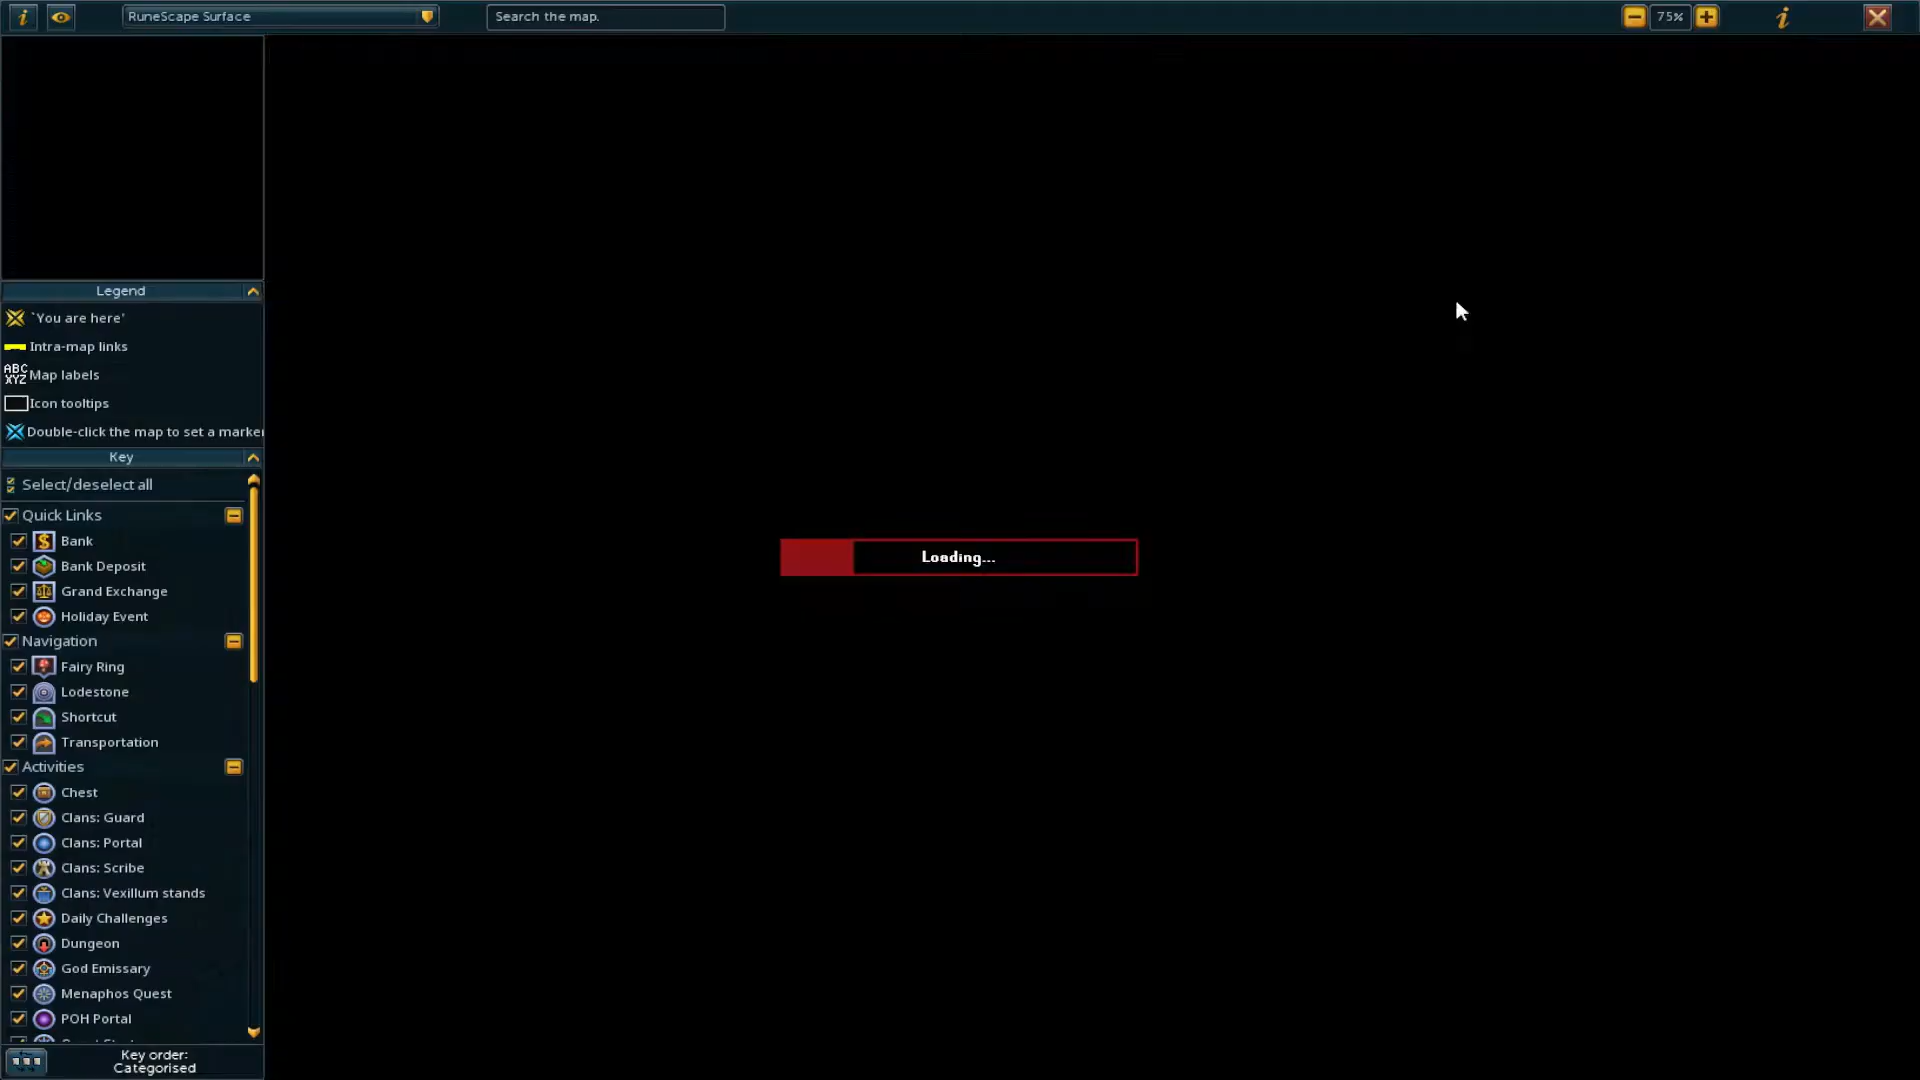 RuneScape Surface
Search the map.
75%
Legend
`You are here'
Intra-map links
ABC
XYZ
Map labels
Icon tooltips
Double-click the map to set a marker
Key
Select/deselect all
Quick Links
Bank
Bank Deposit
Grand Exchange
Holiday Event
Navigation
Fairy Ring
Lodestone
Shortcut
Transportation
Activities
Chest
Clans: Guard
Clans: Portal
Clans: Scribe
Clans: Vexillum stands
Daily Challenges
Dungeon
God Emissary
Menaphos Quest
POH Portal
Key order:
Categorised
Loading...